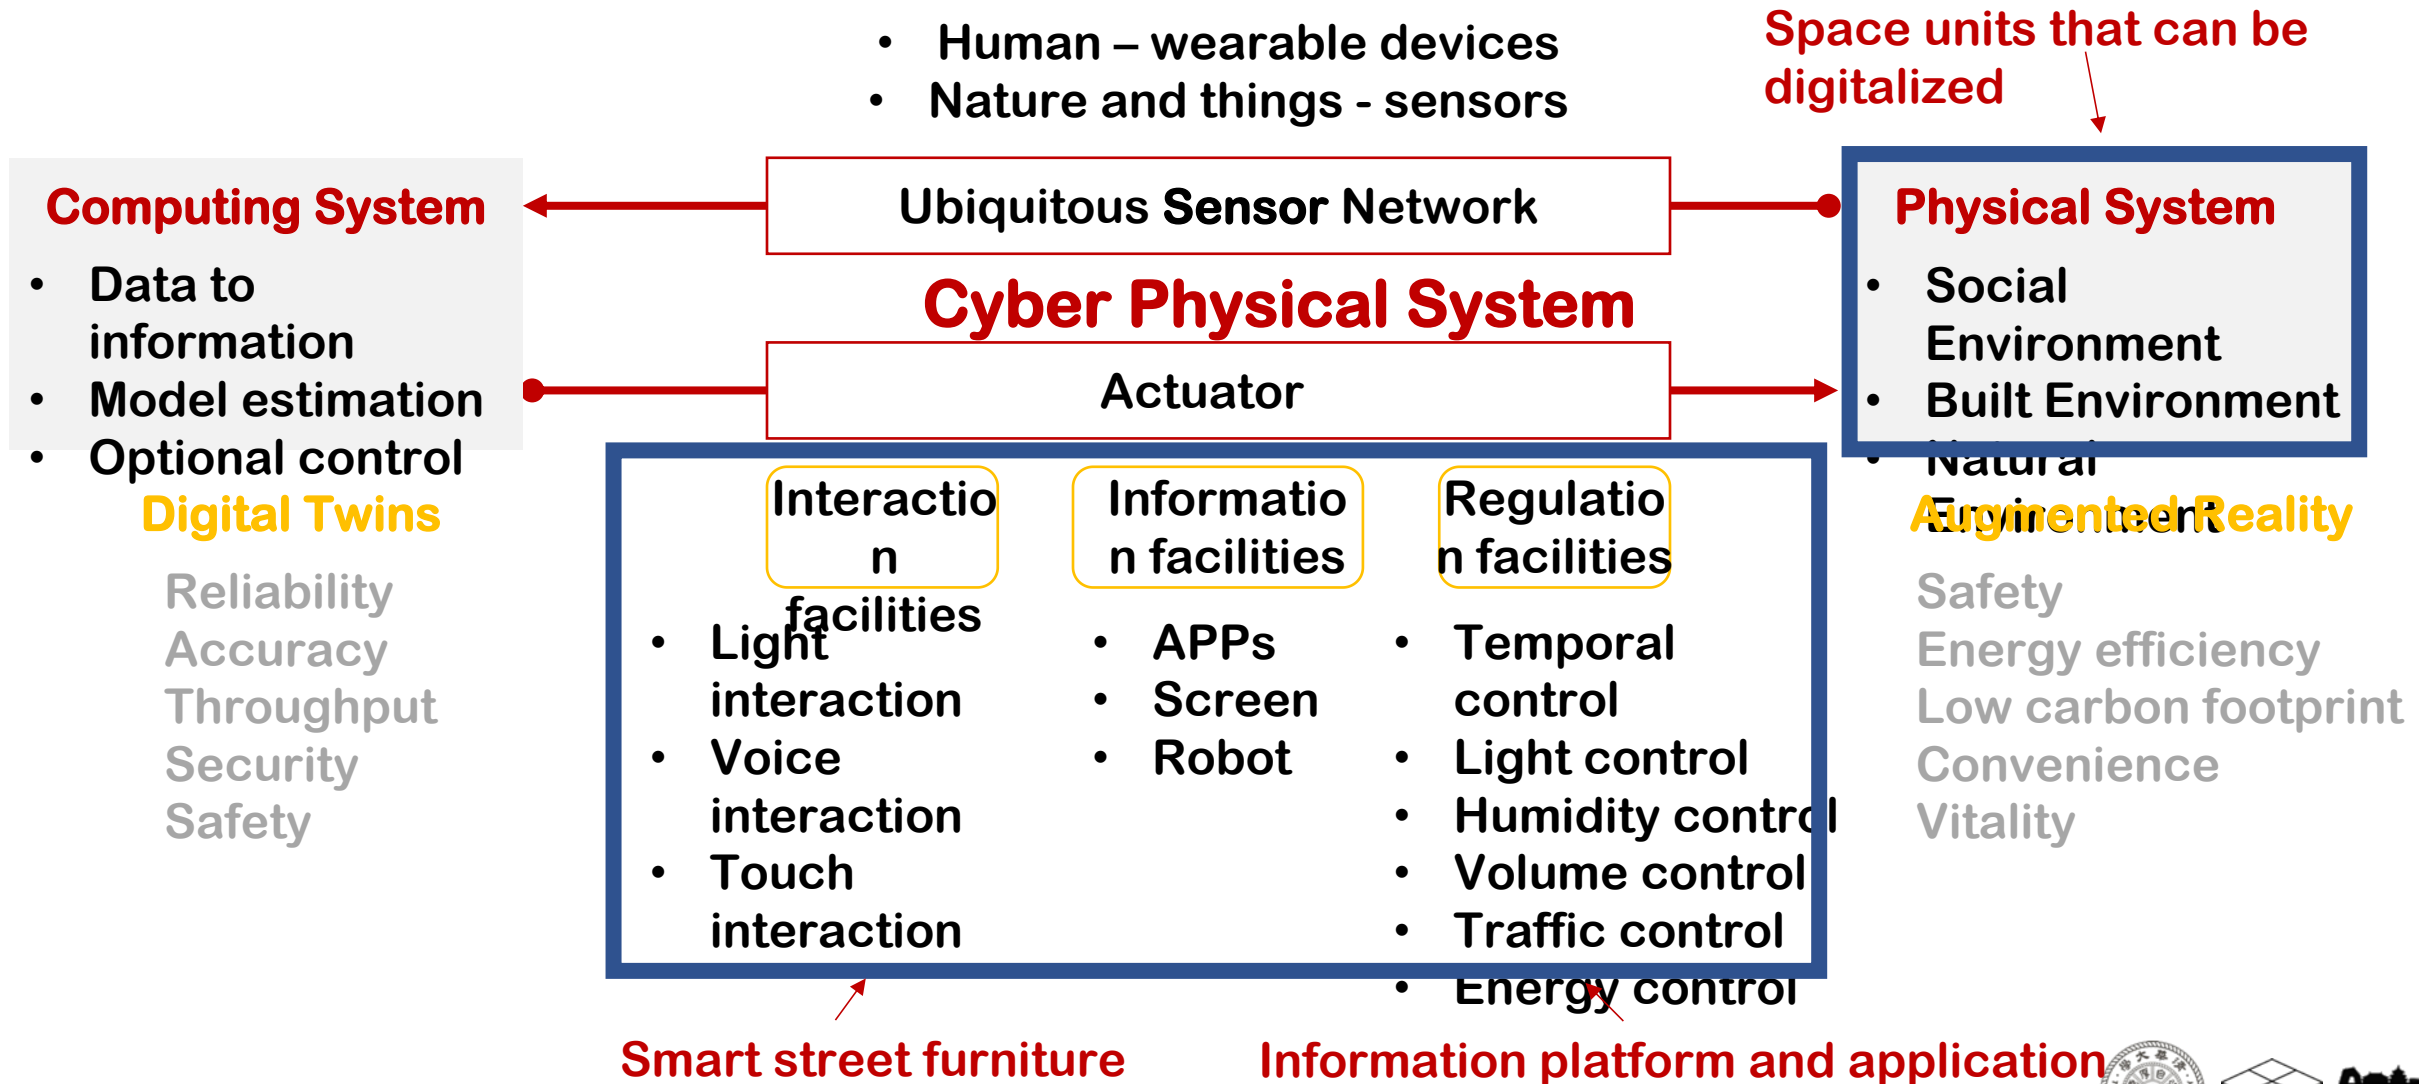 • Human – wearable devices
• Nature and things - sensors
Space units that can be
digitalized
Computing System
• Data to
information
• Model estimation
• Optional control
Digital Twins
Reliability
Accuracy
Throughput
Security
Safety
Ubiquitous Sensor Network
Cyber Physical System
Actuator
Interactio
n
facilities
• Light
interaction
• Voice
interaction
• Touch
interaction
Informatio
n facilities
• APPs
• Screen
• Robot
Regulatio
n facilities
• Temporal
control
• Light control
• Humidity control
• Volume control
• Traffic control
• Energy control
Physical System
• Social
Environment
• Built Environment
• Natural
Environment
Augmented Reality
Safety
Energy efficiency
Low carbon footprint
Convenience
Vitality
Smart street furniture
Information platform and application